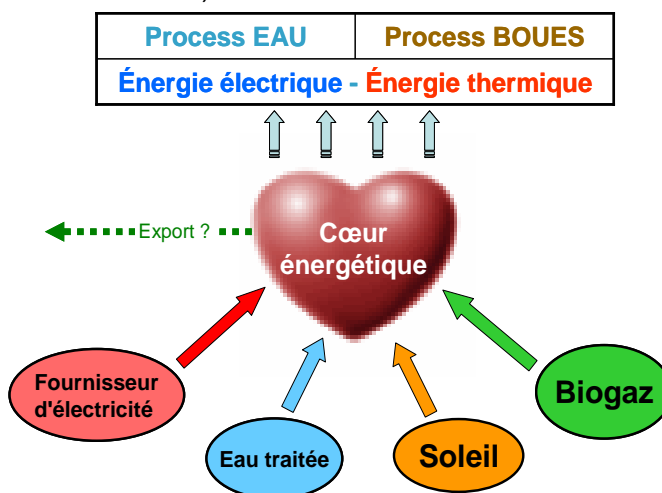 Process EAU Process BOUES
Énergie électrique - Énergie thermique
Export ?
Cœur
énergétique
Fournisseur
d'électricité
Eau traitée
Soleil
Biogaz